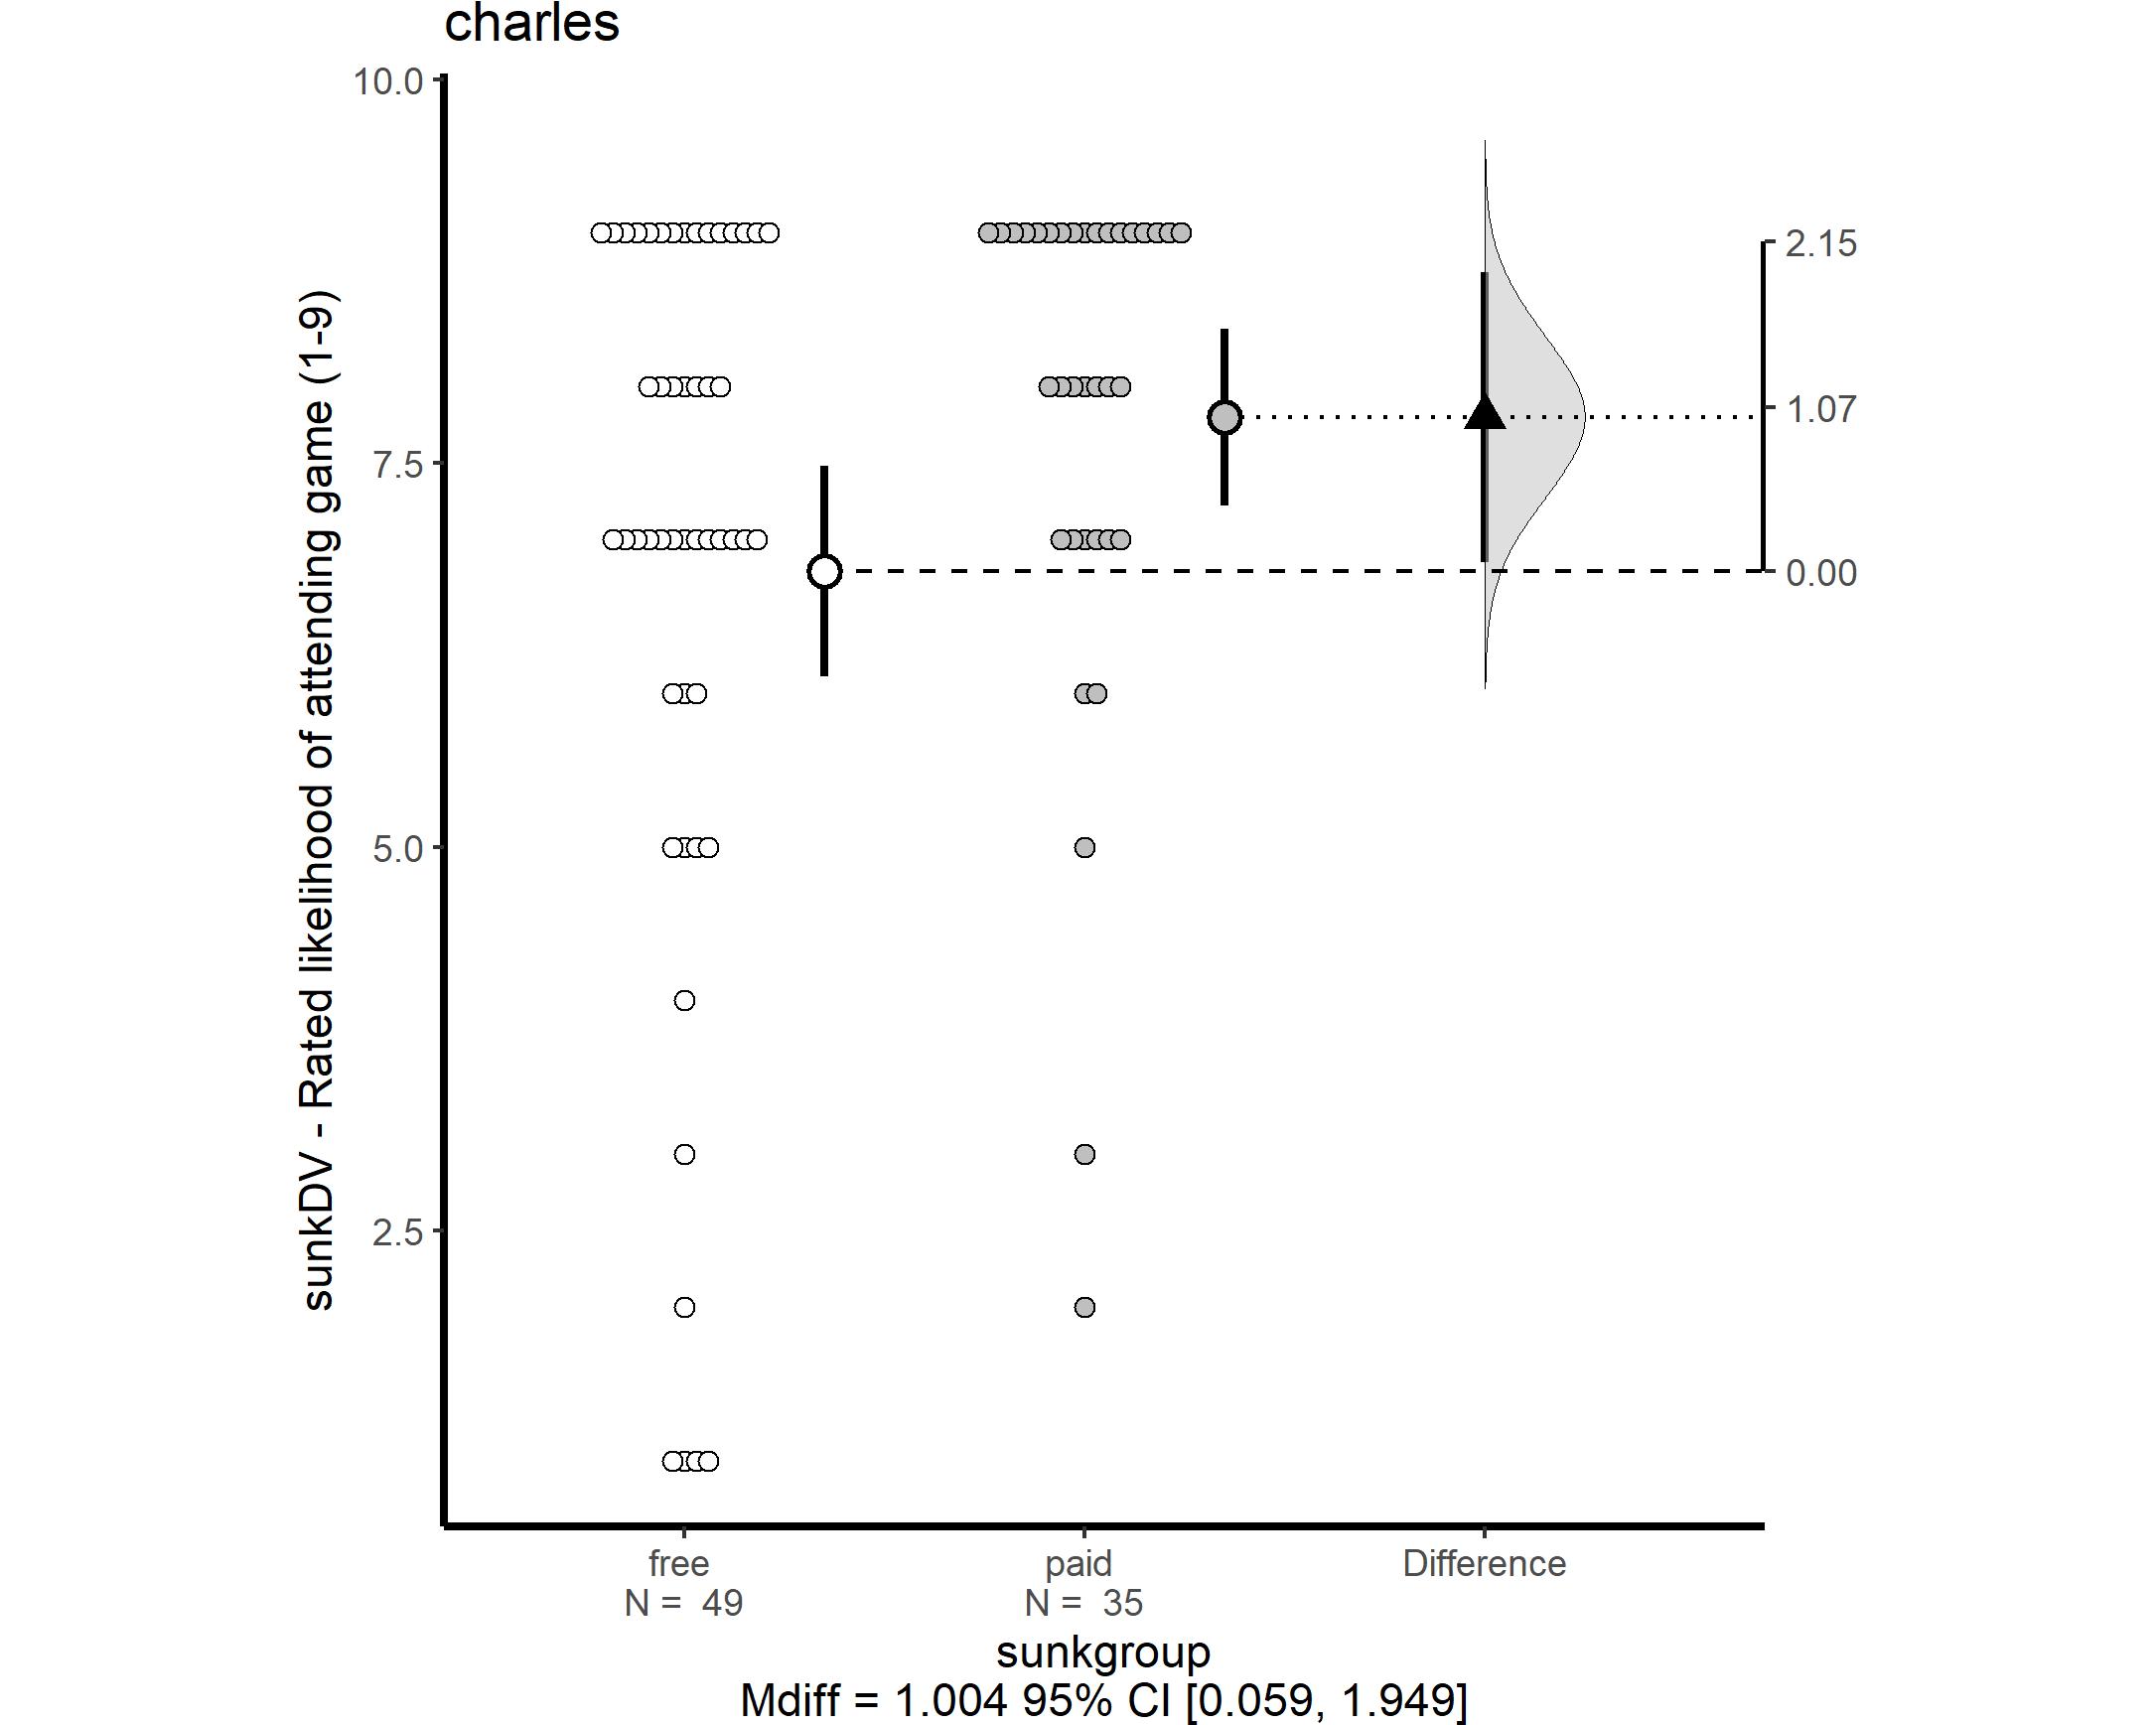 charles
10.0
7.5
5.0
2.5
sunkDV - Rated likelihood of attending game (1-9)
2.15
1.07
0.00
free
N =  49
paid
N =  35
Difference
sunkgroup
Mdiff = 1.004 95% CI [0.059, 1.949]